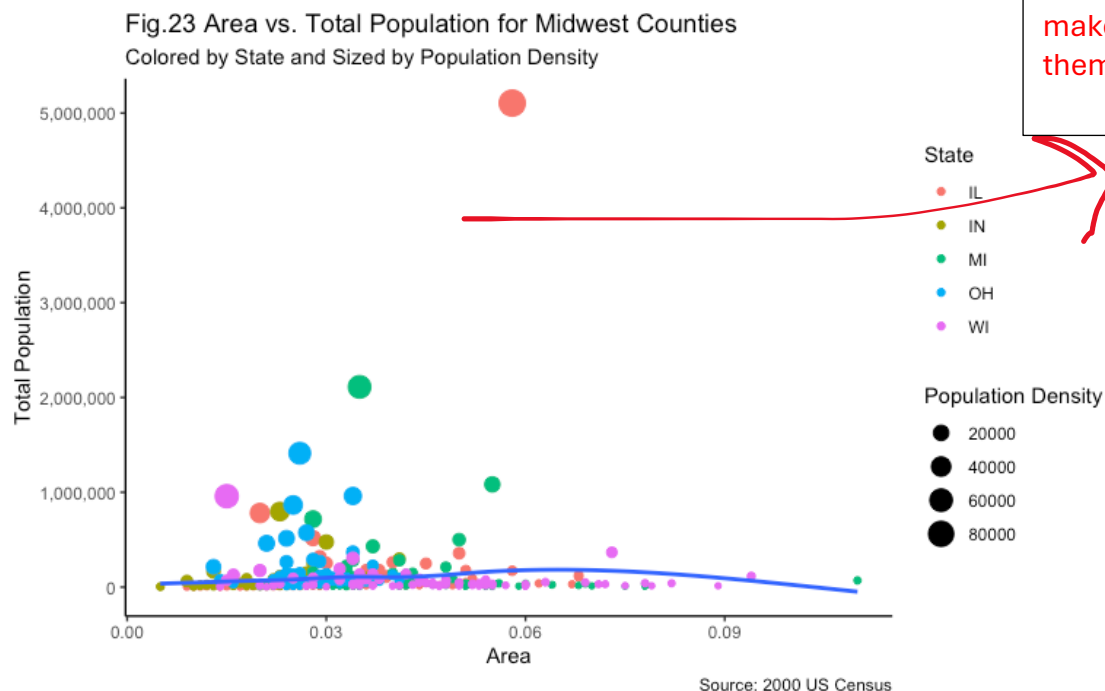 Fig.23 Area vs. Total Population for Midwest Counties
Colored by State and Sized by Population Density
them
5,000,000
4,000,000
3,000,000
2,000,000
1,000,000
0
Total Population
0.00
0.03
0.06
0.09
Area
State
IL
IN
MI
OH
WI
Population Density
20000
40000
60000
80000
Source: 2000 US Census